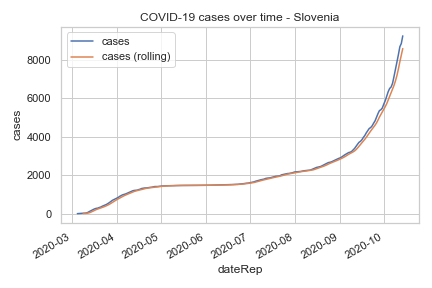 COVID-19 cases over time - Slovenia
cases
cases (rolling)
8000
6000
4000
2000
0
cases
2020-03
2020-04
2020-05
2020-06
2020-07
2020-08
2020-09
2020-10
dateRep